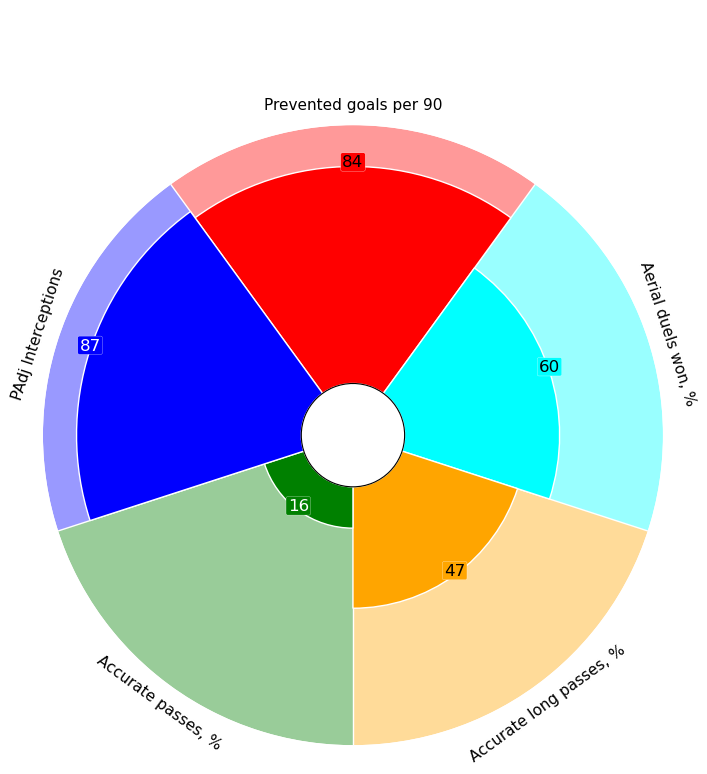 Prevented goals per 90
84
Aerial duels won, %
60
Accurate long passes, %
47
Accurate passes, %
16
PAdj Interceptions
87